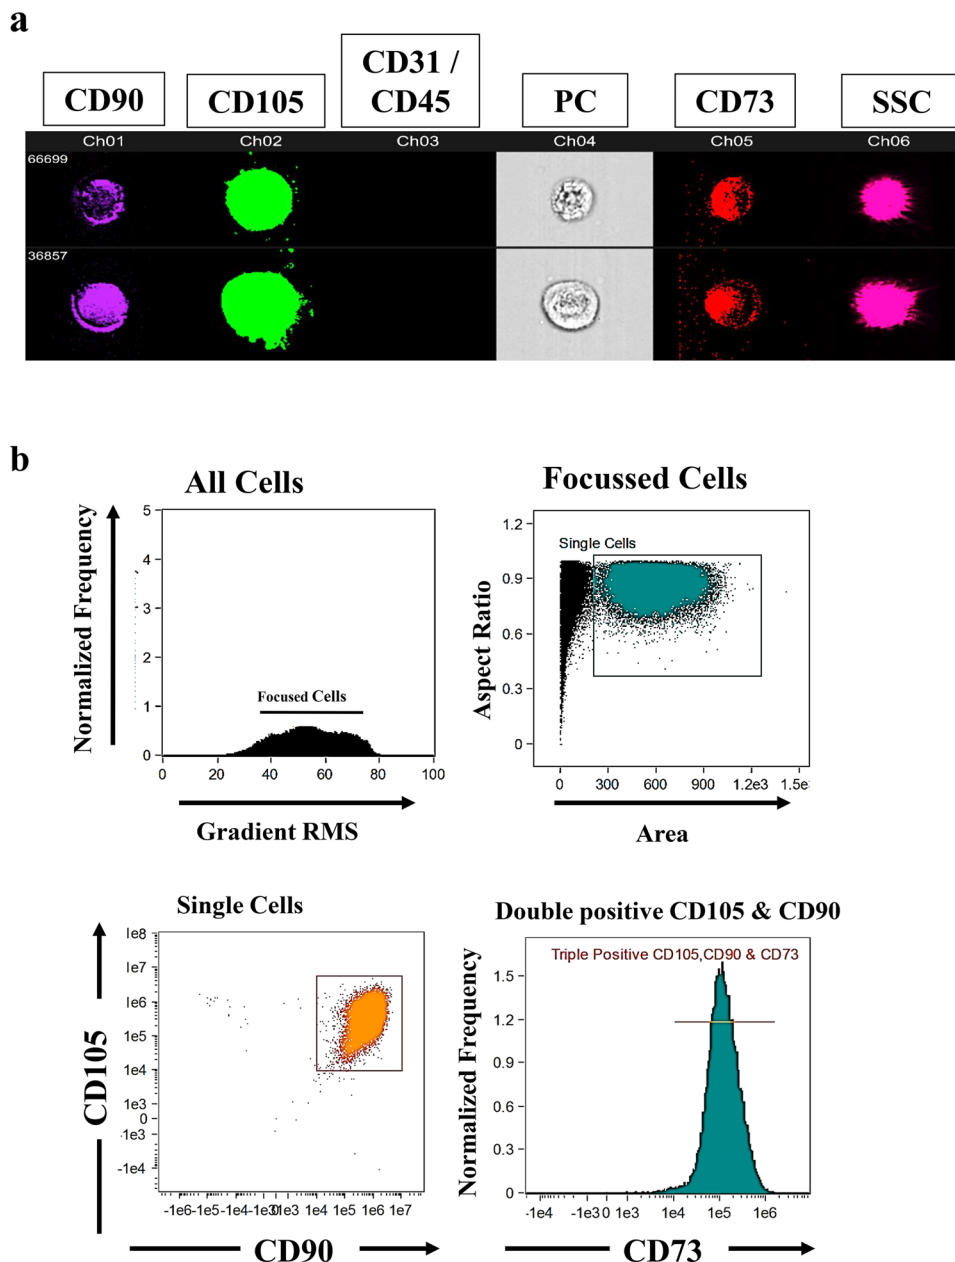 a
CD90
CD105
CD31 /
CD45
PC
CD73
SSC
Ch01
Ch02
Ch03
Ch04
Ch05
Ch06
66699
36857
b
All Cells
Normalized Frequency
5
4
3
2
1
0
Focused Cells
0 20 40 60 80 100
Gradient RMS
Focussed Cells
Aspect Ratio
1.2
0.9
0.6
0.3
0
Single Cells
0 300 600 900 1.2e3 1.5e
Area
Single Cells
CD105
1e8
1e7
1e6
1e5
1e4
1e3
0
-1e3
-1e4
-1e6 -1e5 -1e4 -1e3 0 1e3 1e4 1e5 1e6 1e7
CD90
Double positive CD105 & CD90
Normalized Frequency
Triple Positive CD105,CD90 & CD73
1.5
1.2
0.9
0.6
0.3
0
-1e4 -1e3 0 1e3 1e4 1e5 1e6
CD73